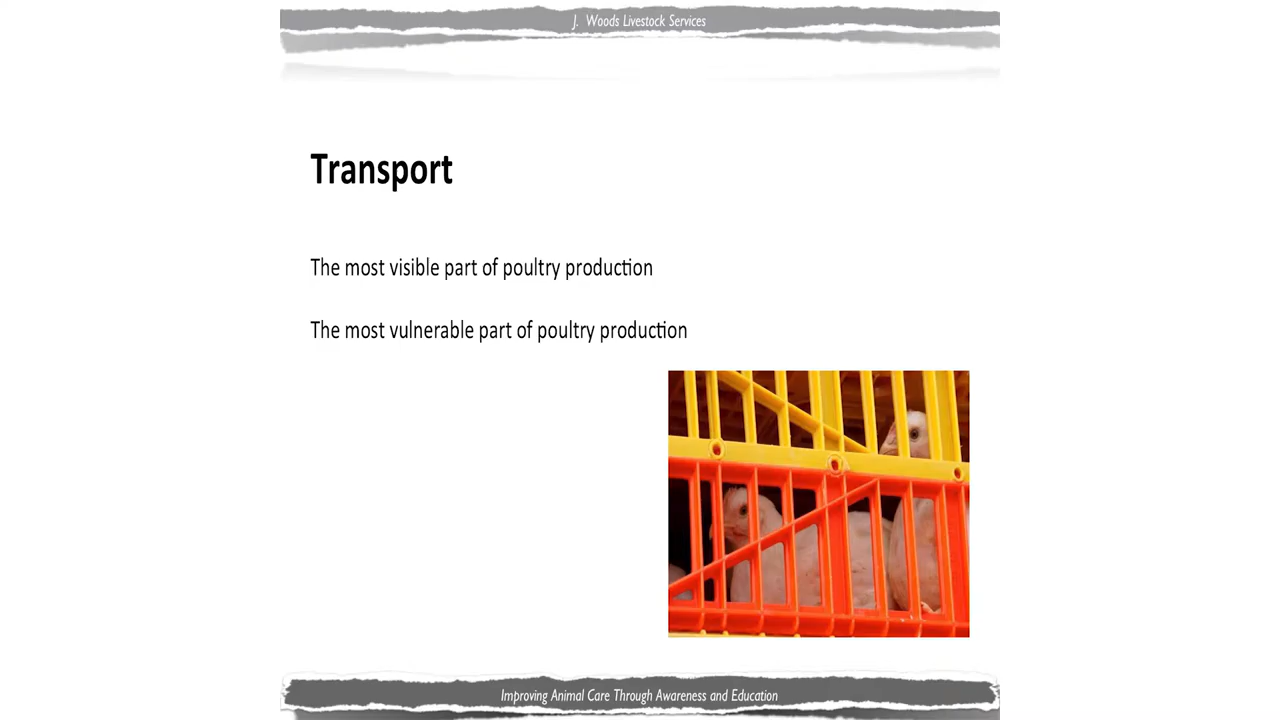 J. Woods Livestock Services
Transport
The most visible part of poultry production
The most vulnerable part of poultry production
Improving Animal Care Through Awareness and Education